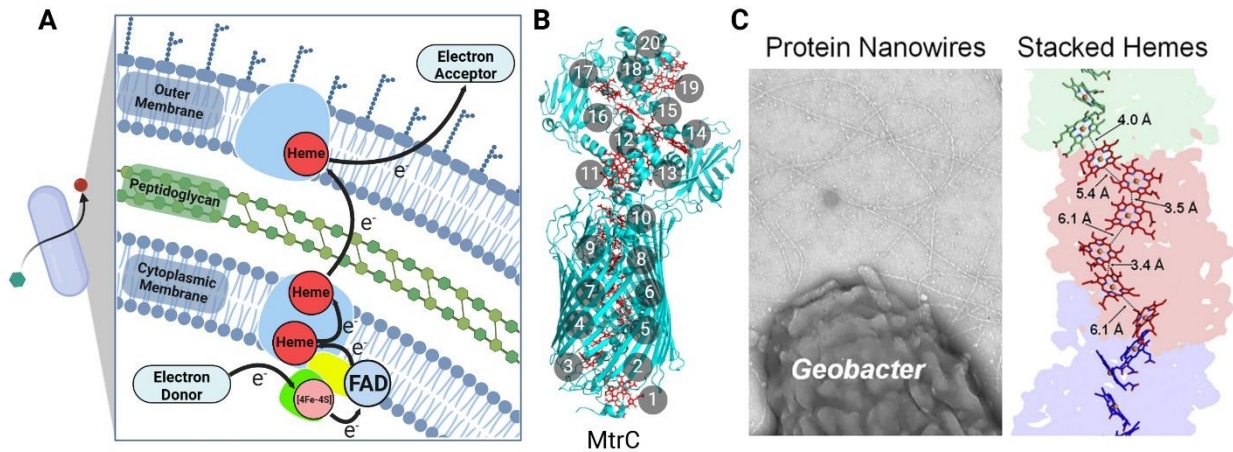 A
Outer
Membrane
Peptidoglycan
Cytoplasmic
Membrane
Electron
Acceptor
Heme
e-
e-
Heme
e-
Heme
e-
FAD
Electron
Donor
e-
[4Fe-4S]
e-
B
20
17
18
19
16
15
12
14
11
13
10
9
8
7
6
4
5
3
2
1
MtrC
C
Protein Nanowires
Geobacter
Stacked Hemes
4.0 Å
5.4 Å
3.5 Å
6.1 Å
3.4 Å
6.1 Å